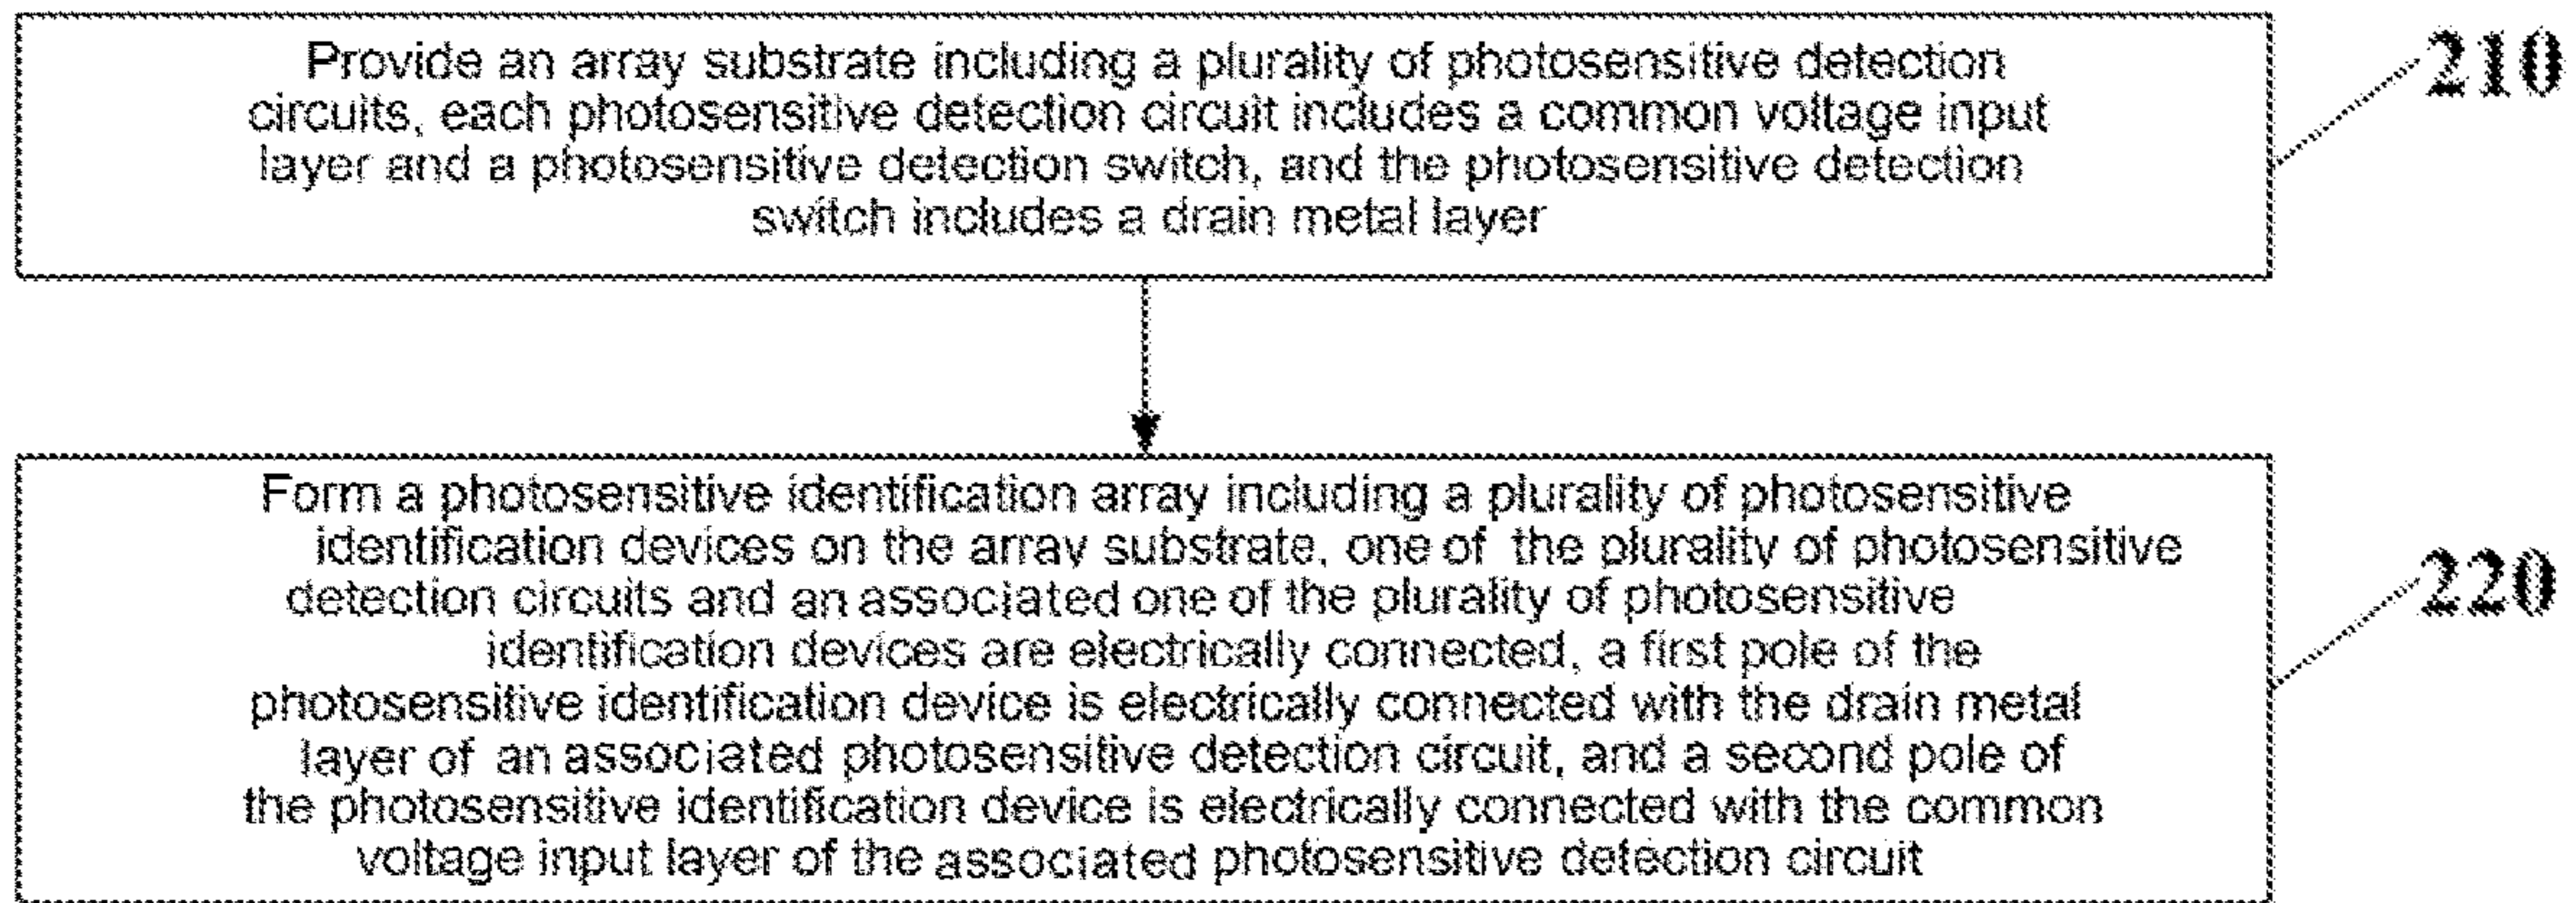 Provide an array substrate including a plurality of photosensitive detection
circuits, each photosensitive detection circuit includes a common voltage input
layer and a photosensitive detection switch, and the photosensitive detection
switch includes a drain metal layer
210
Form a photosensitive identification array including a plurality of photosensitive
identification devices on the array substrate, one of the plurality of photosensitive
detection circuits and an associated one of the plurality of photosensitive
identification devices are electrically connected, a first pole of the
photosensitive identification device is electrically connected with the drain metal
layer of an associated photosensitive detection circuit, and a second pole of
the photosensitive identification device is electrically connected with the common
voltage input layer of the associated photosensitive detection circuit
220